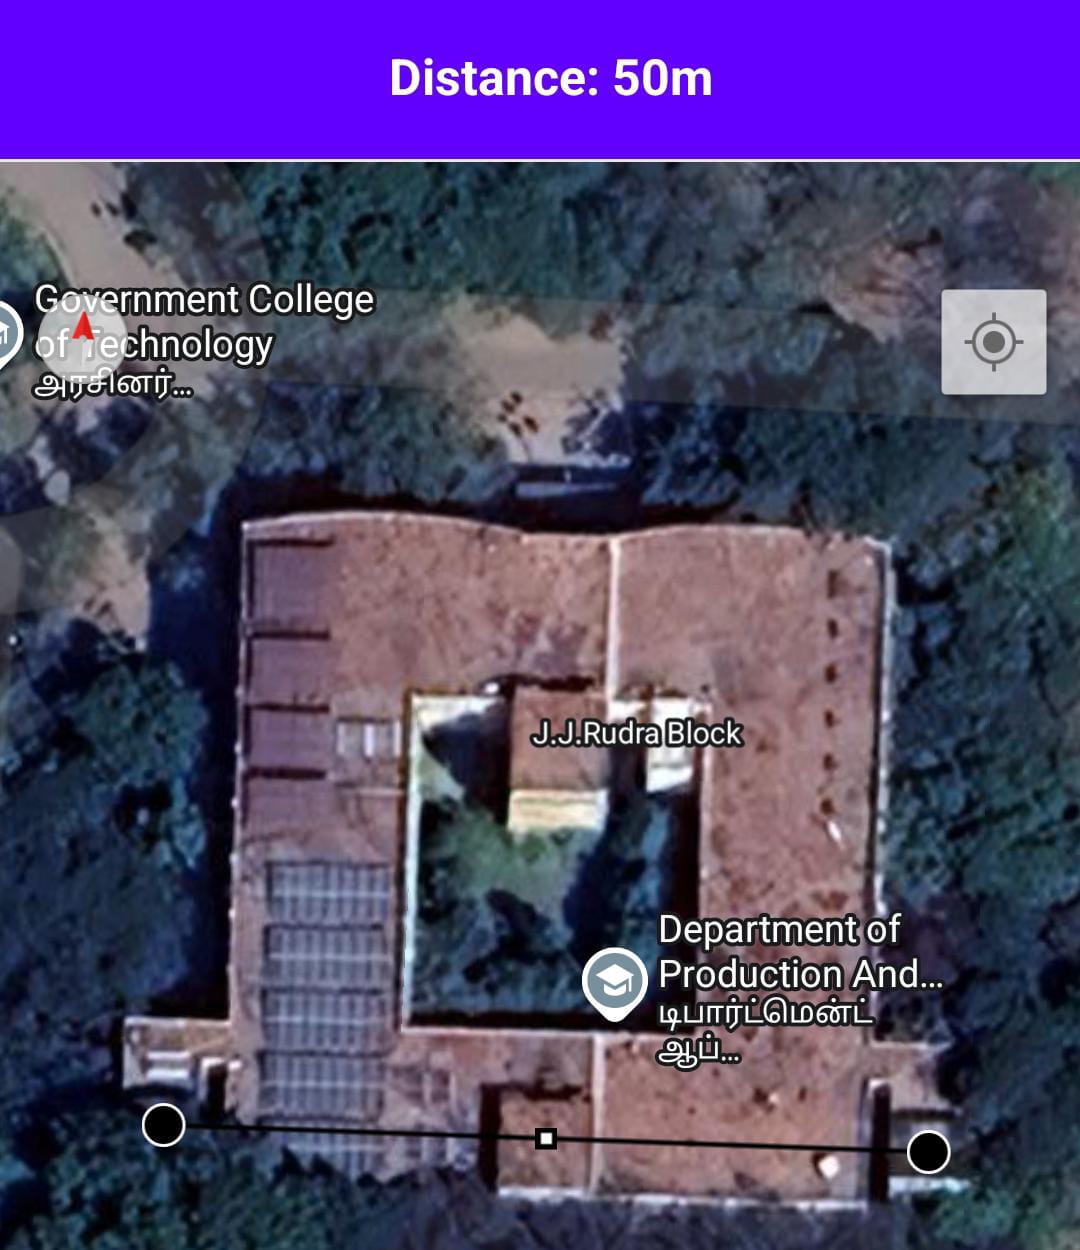 Distance: 50m
Government College
of Technology
அரசினர்...
J.J.Rudra Block
Department of
Production And...
டிபார்ட்மென்ட்
ஆப்...